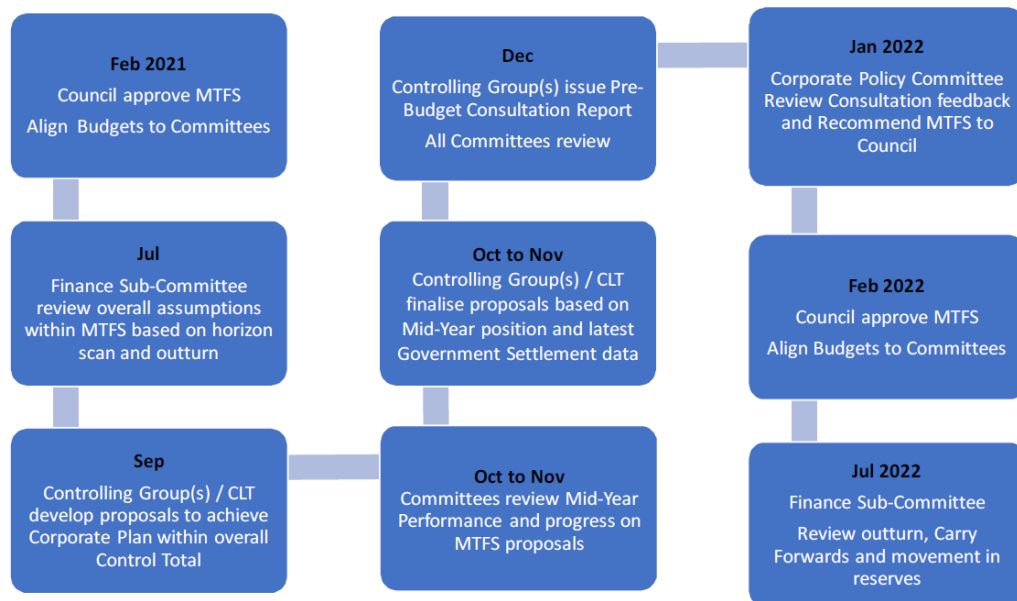 Feb 2021
Council approve MTFS
Align Budgets to Committees
Jul
Finance Sub-Committee
review overall assumptions
within MTFS based on horizon
scan and outturn
Sep
Controlling Group(s) / CLT
develop proposals to achieve
Corporate Plan within overall
Control Total
Oct to Nov
Committees review Mid-Year
Performance and progress on
MTFS proposals
Oct to Nov
Controlling Group(s) / CLT
finalise proposals based on
Mid-Year position and latest
Government Settlement data
Dec
Controlling Group(s) issue Pre-
Budget Consultation Report
All Committees review
Jan 2022
Corporate Policy Committee
Review Consultation feedback
and Recommend MTFS to
Council
Feb 2022
Council approve MTFS
Align Budgets to Committees
Jul 2022
Finance Sub-Committee
Review outturn, Carry
Forwards and movement in
reserves